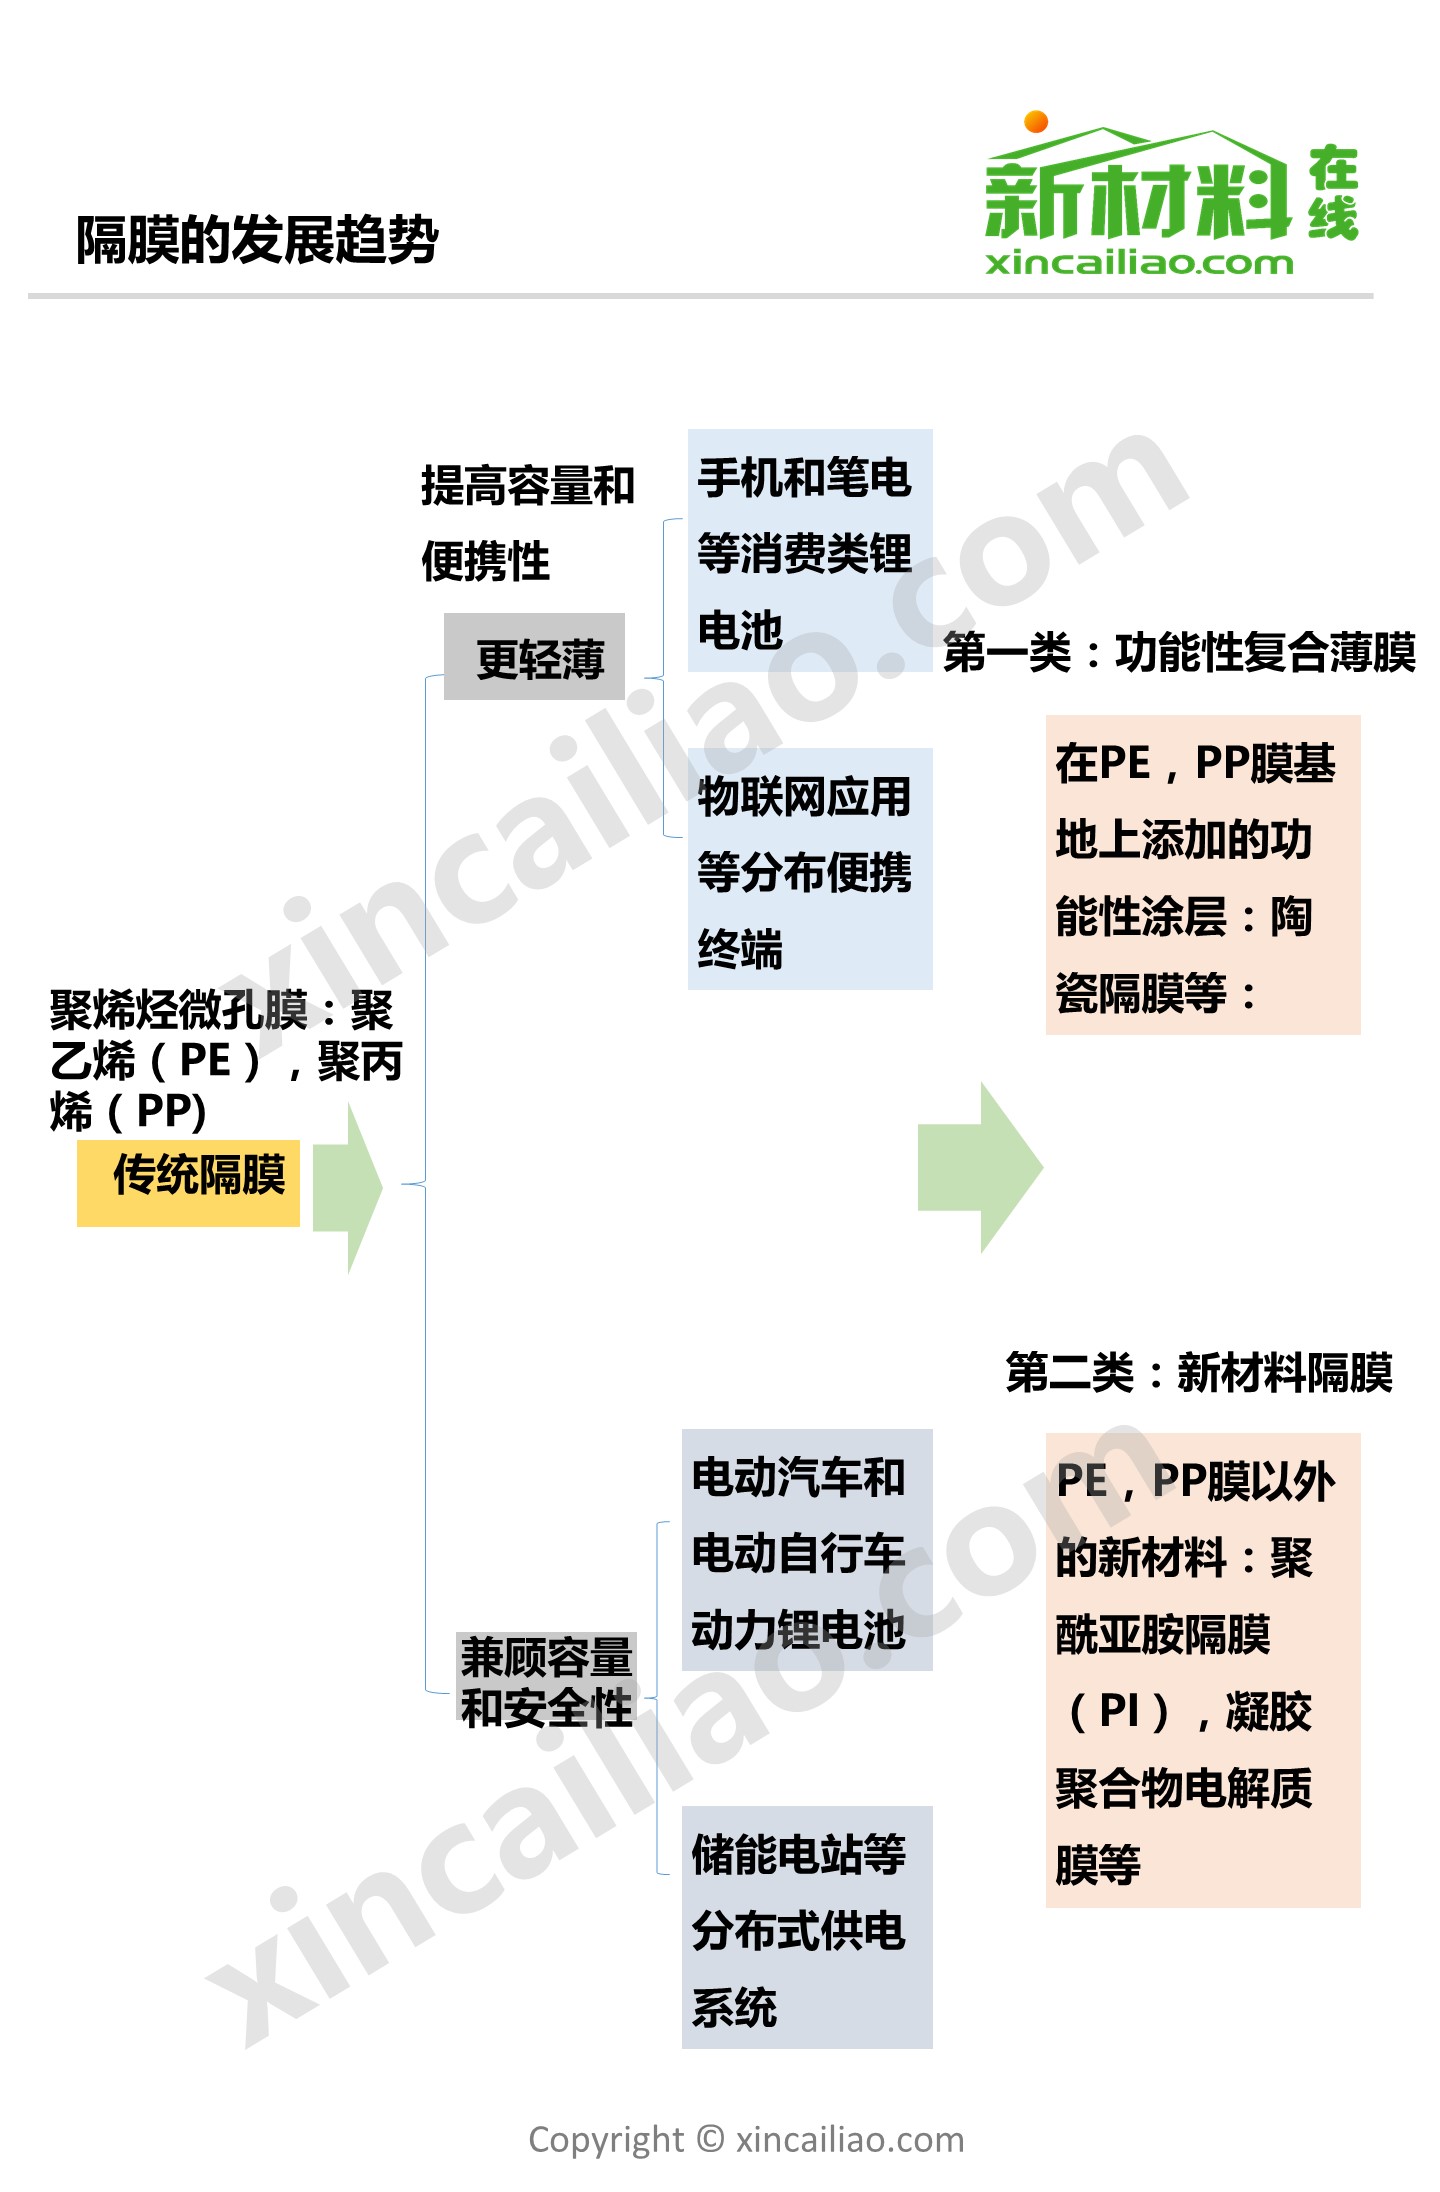 新材料
在线
xincailiao.com
隔膜的发展趋势
提高容量和
便携性
更轻薄
手机和笔电
等消费类锂
电池
物联网应用
等分布便携
终端
第一类：功能性复合薄膜
在PE，PP膜基
地上添加的功
能性涂层：陶
瓷隔膜等：
聚烯烃微孔膜：聚
乙烯（PE），聚丙
烯（PP)
传统隔膜
兼顾容量
和安全性
电动汽车和
电动自行车
动力锂电池
储能电站等
分布式供电
系统
第二类：新材料隔膜
PE，PP膜以外
的新材料：聚
酰亚胺隔膜
（PI），凝胶
聚合物电解质
膜等
xincailiao.com
xincailiao.com
Copyright © xincailiao.com